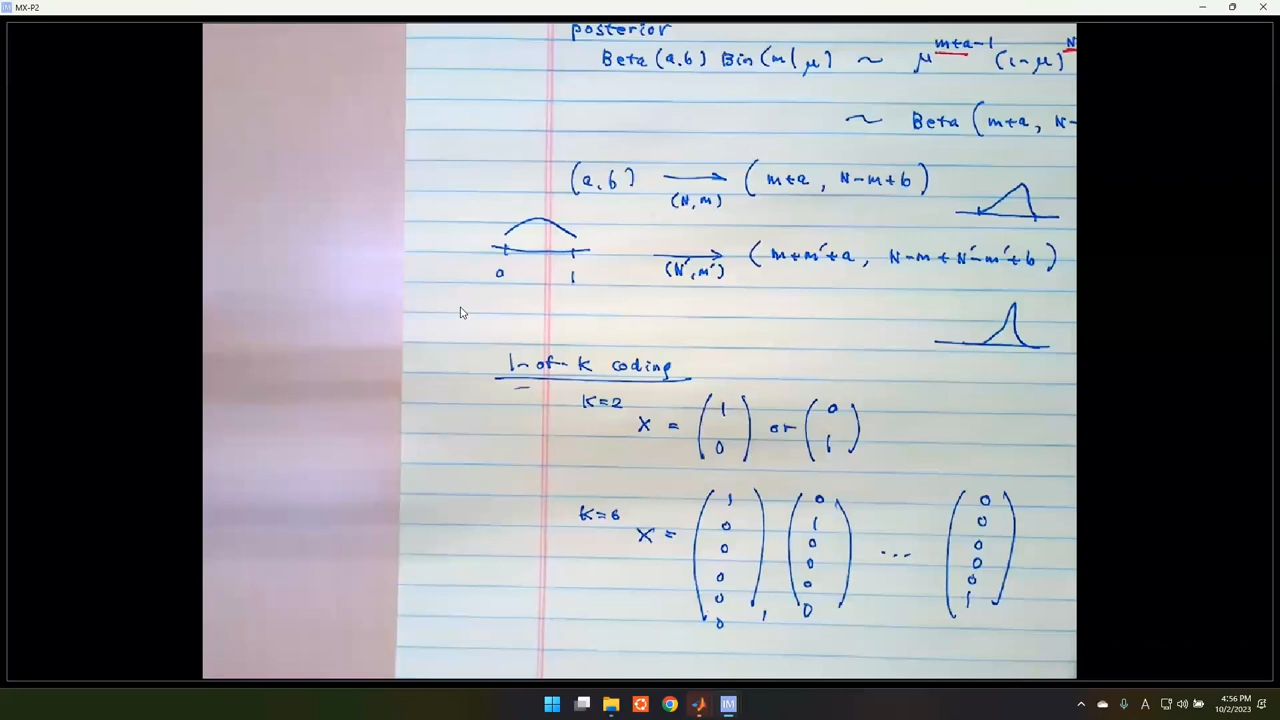 MX-P2
posterior
Beta (a,b) Bin(m|μ) ~ μ^{m+a-1} (1-μ)^{N
~ Beta (m+a, N-
(a,b) → (m+a, N-m+b)
(N,m)
(m+m'+a, N-m+N'-m'+b)
(N',m')
0 1
1-of-K coding
K=2
X = (1 0) or (0 1)
K=6
X = (1 0 0 0 0 0), (0 1 0 0 0 0) ... (0 0 0 0 0 1)
4:56 PM
10/2/2023